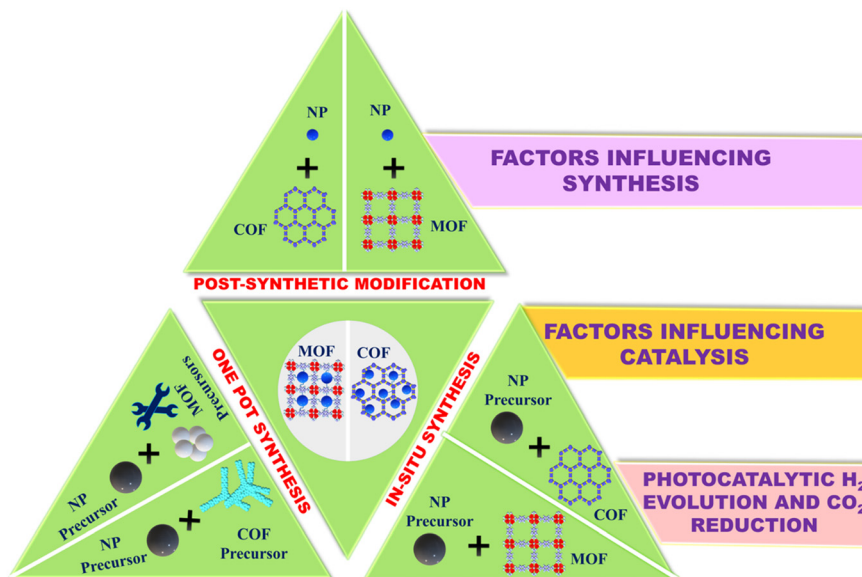 NP
NP
COF
MOF
FACTORS INFLUENCING
SYNTHESIS
POST-SYNTHETIC MODIFICATION
MOF
COF
ONE POT SYNTHESIS
IN-SITU SYNTHESIS
FACTORS INFLUENCING
CATALYSIS
MOF
Precursors
NP
Precursor
NP
Precursor
COF
Precursor
NP
Precursor
COF
NP
Precursor
MOF
PHOTOCATALYTIC H2
EVOLUTION AND CO2
REDUCTION